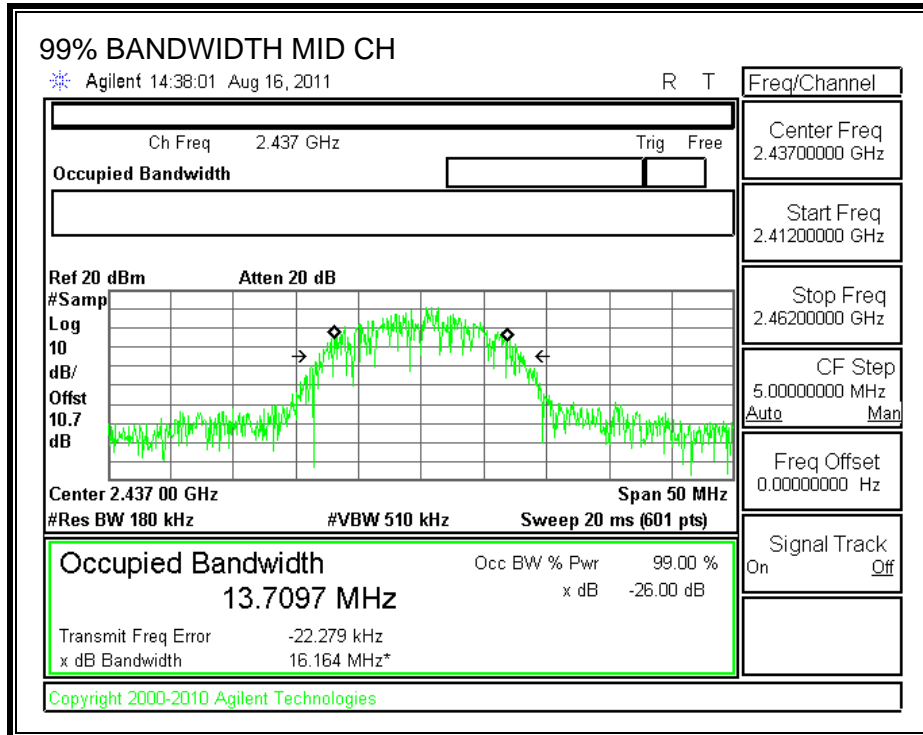 99% BANDWIDTH MID CH
Agilent 14:38:01 Aug 16, 2011 R T
Freq/Channel
Ch Freq 2.437 GHz Trig Free
Occupied Bandwidth
Center Freq
2.43700000 GHz
Start Freq
2.41200000 GHz
Stop Freq
2.46200000 GHz
CF Step
5.00000000 MHz
Auto Man
Freq Offset
0.00000000 Hz
Signal Track
On Off
Ref 20 dBm Atten 20 dB
#Samp
Log
10
dB/
Offst
10.7
dB
Center 2.437 00 GHz Span 50 MHz
#Res BW 180 kHz #VBW 510 kHz Sweep 20 ms (601 pts)
Occupied Bandwidth Occ BW % Pwr 99.00 %
13.7097 MHz x dB -26.00 dB
Transmit Freq Error -22.279 kHz
x dB Bandwidth 16.164 MHz*
Copyright 2000-2010 Agilent Technologies